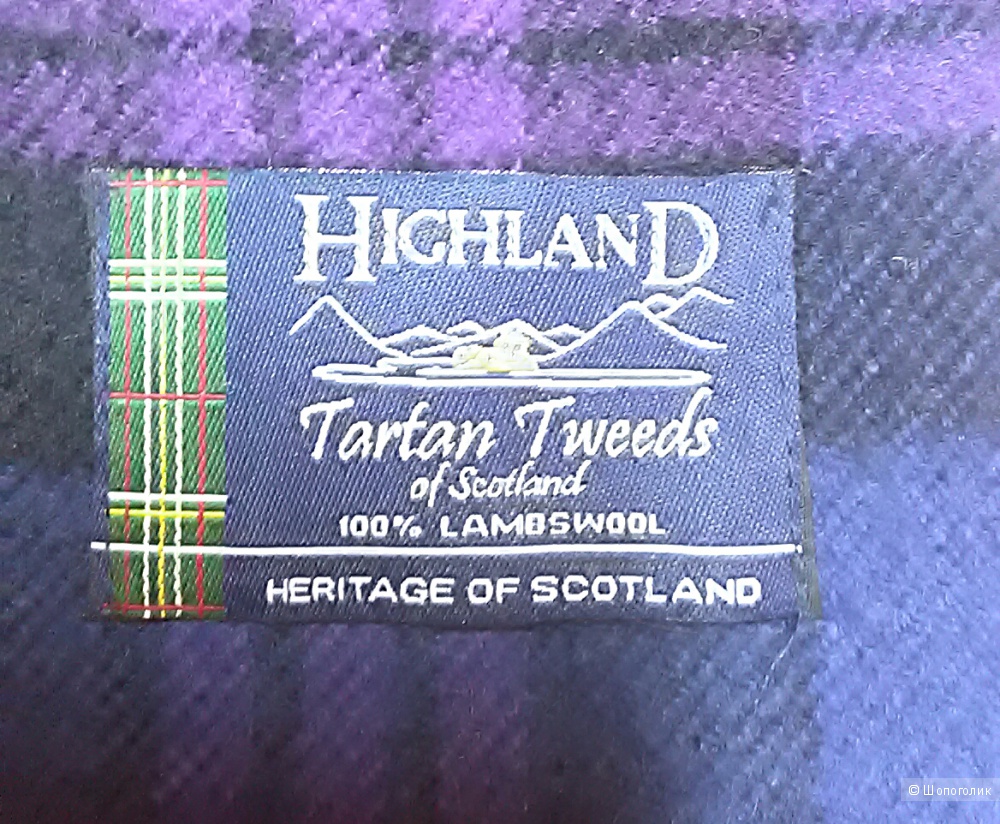 HIGHLAND
Tartan Tweeds
of Scotland
100% LAMBSWOOL
HERITAGE OF SCOTLAND
© Шопоголик